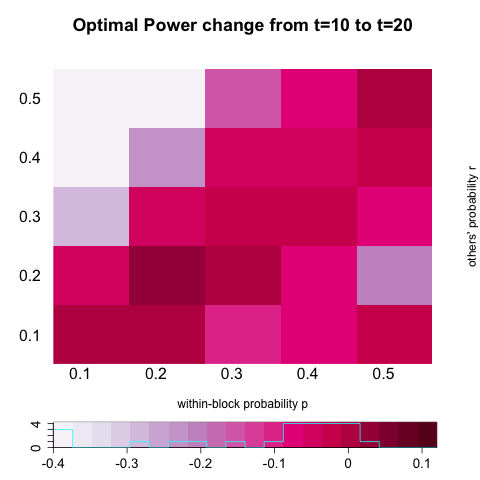 Optimal Power change from t=10 to t=20
0.5
0.4
0.3
0.2
0.1
others' probability r
0.1 0.2 0.3 0.4 0.5
within-block probability p
0 4
-0.4 -0.3 -0.2 -0.1 0 0.1